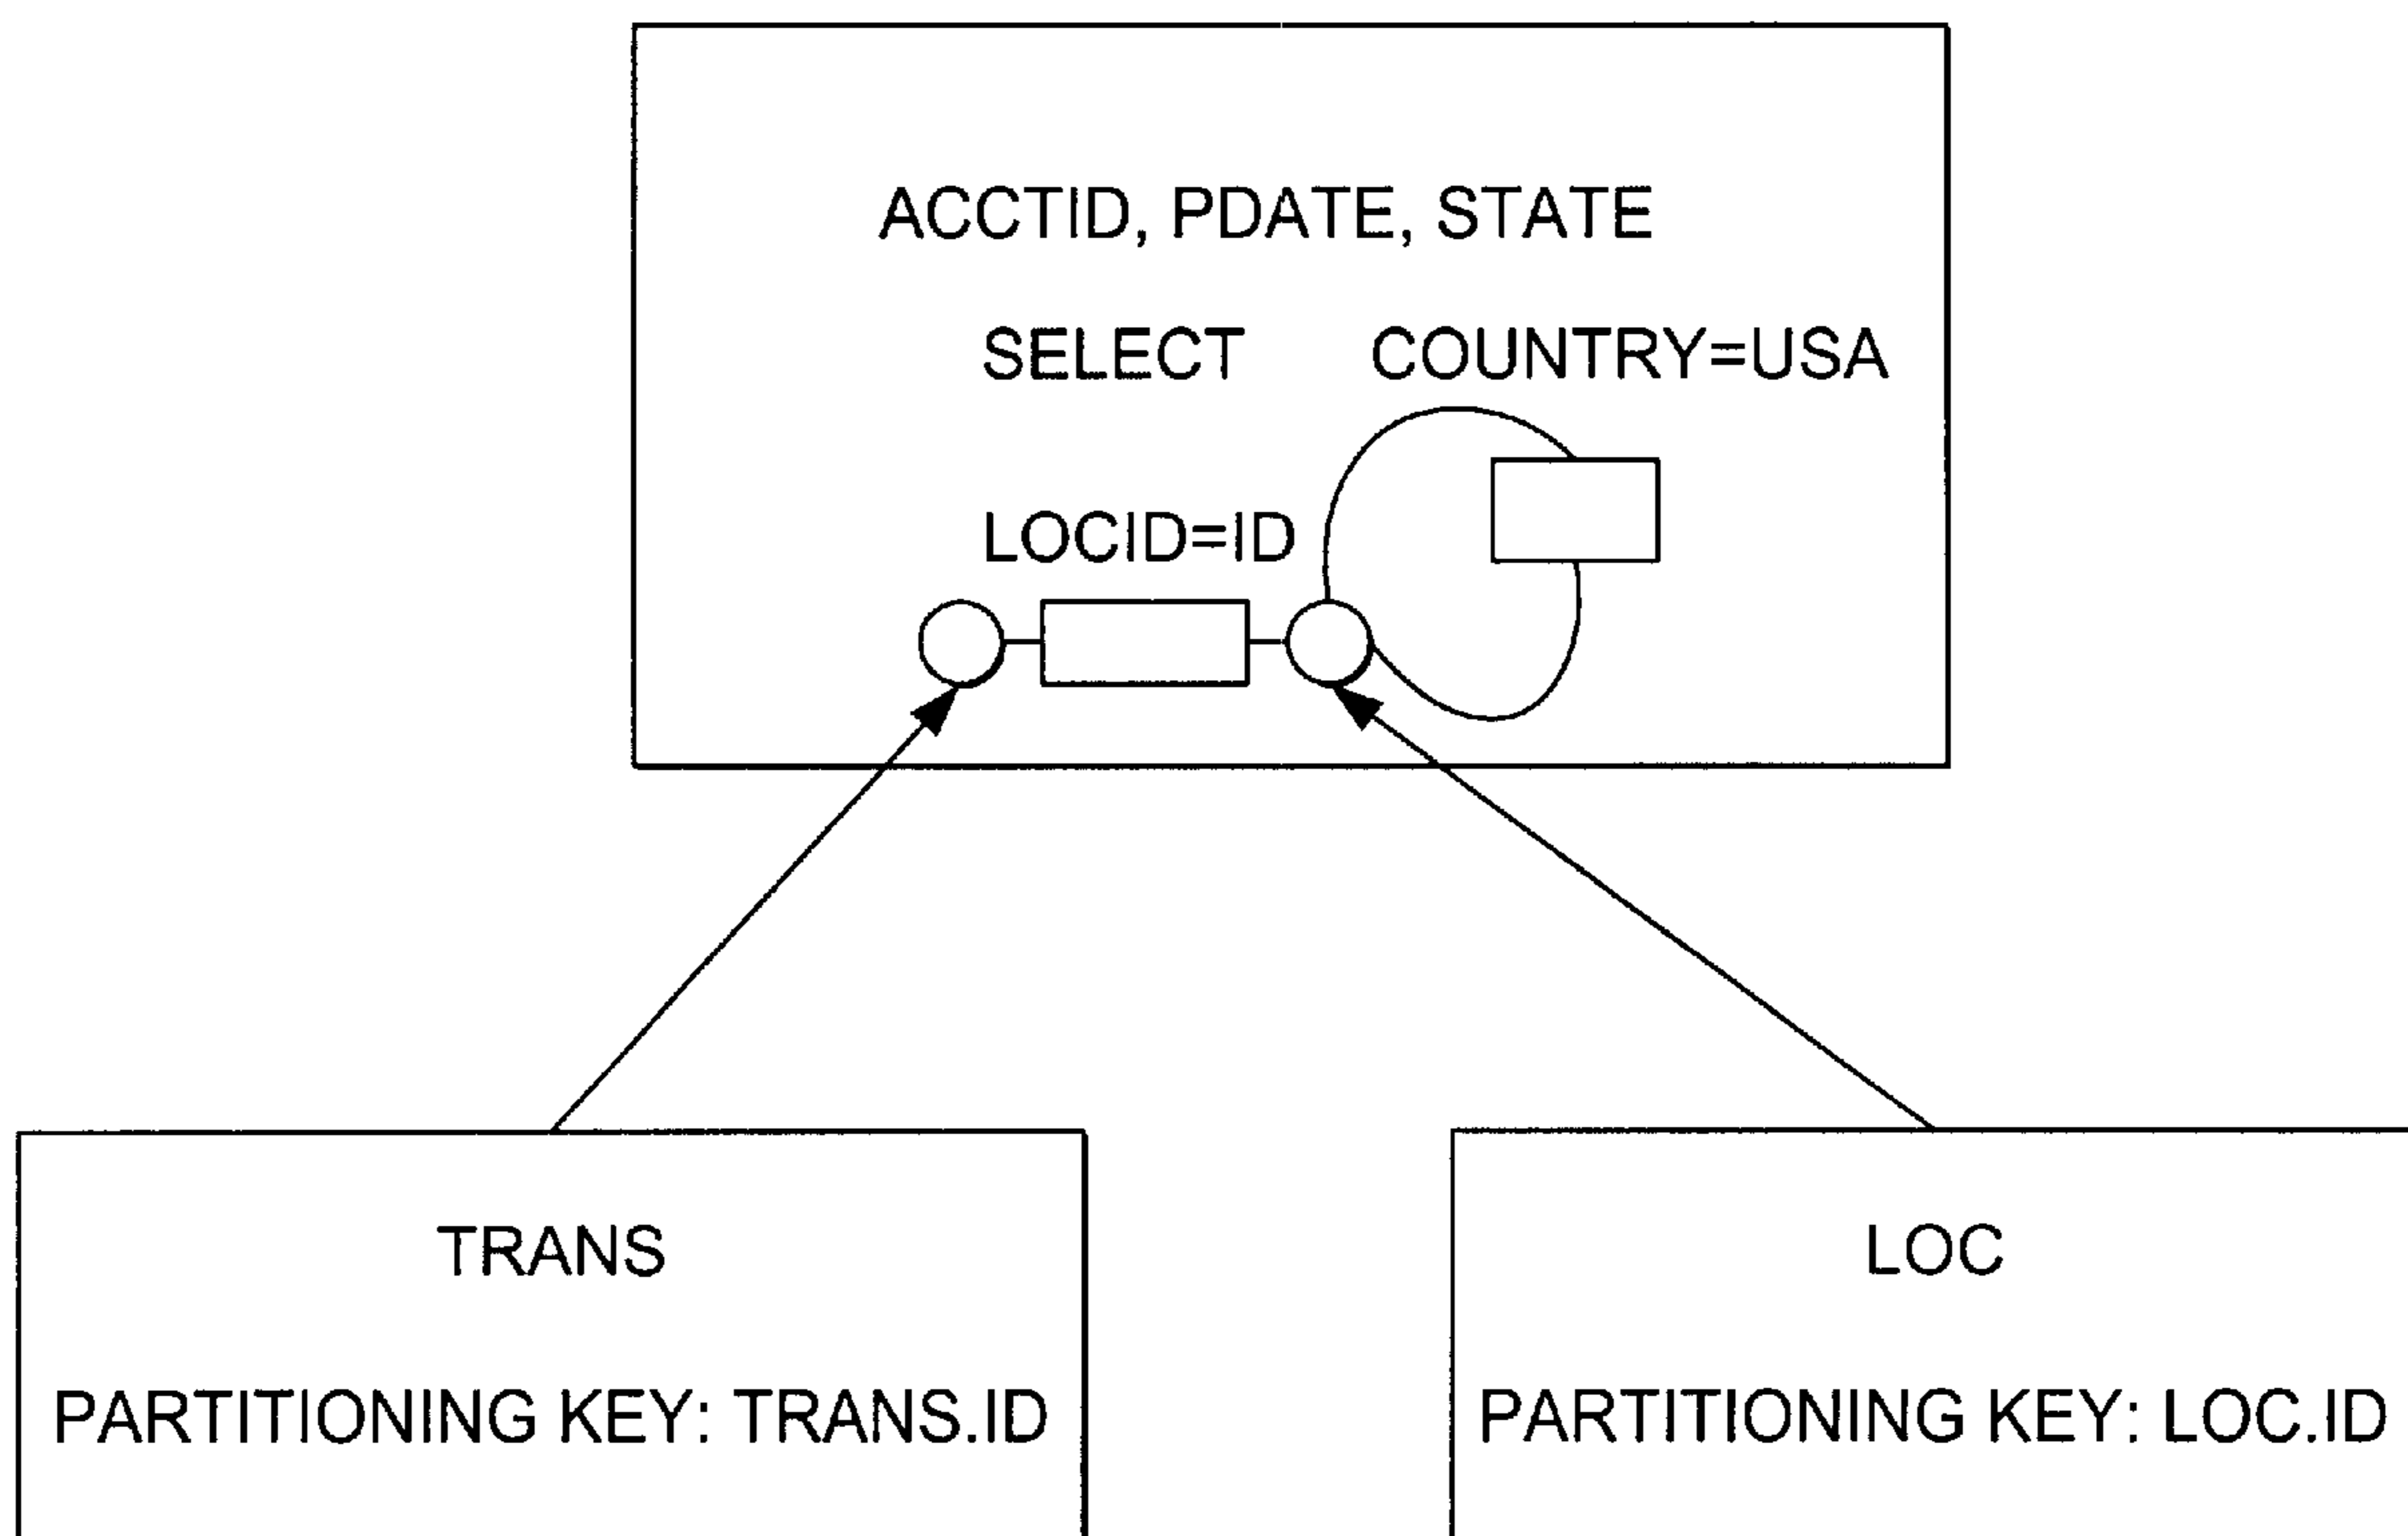 ACCTID, PDATE, STATE
SELECT COUNTRY=USA
LOCID=ID
TRANS
PARTITIONING KEY: TRANS.ID
LOC
PARTITIONING KEY: LOC.ID